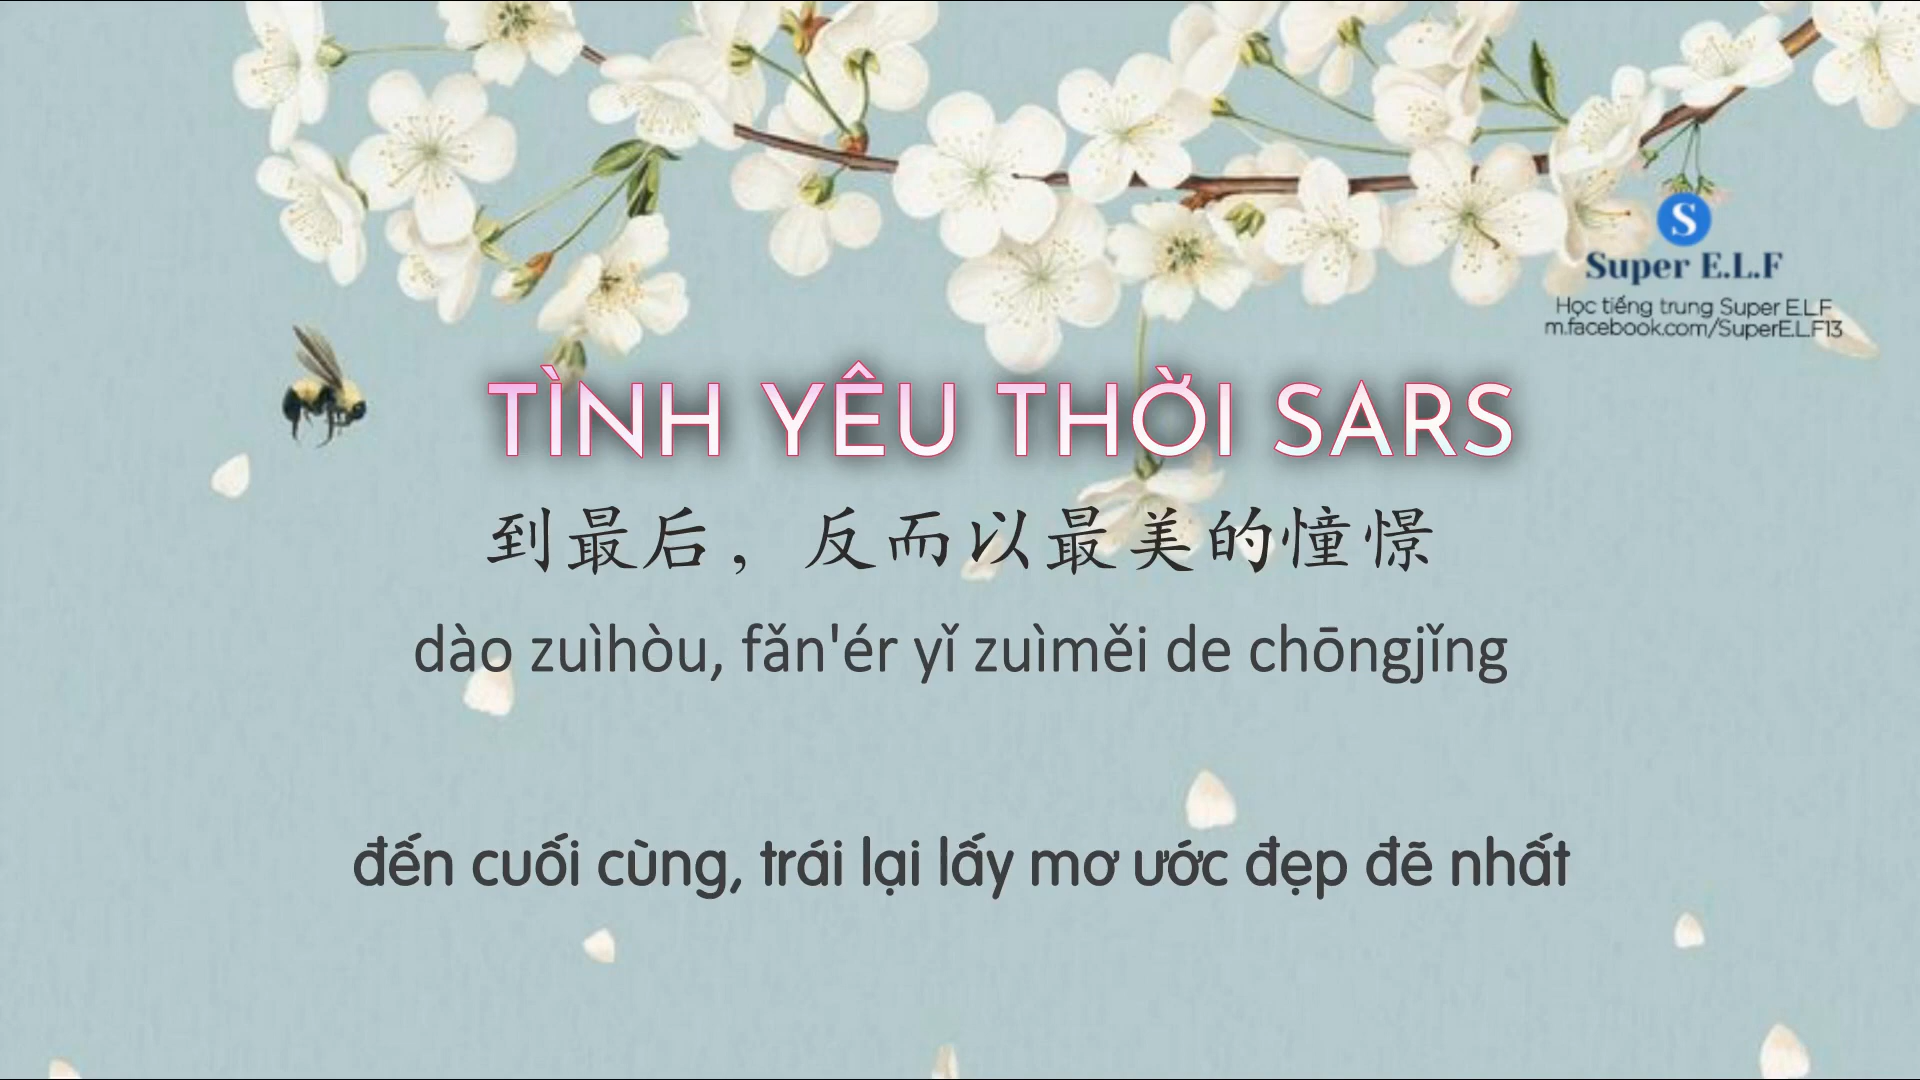 S
Super E.L.F
Học tiếng trung Super E.L.F
m.facebook.com/SuperE.L.F13
TÌNH YÊU THỜI SARS
到最后，反而以最美的憧憬
dào zuìhòu, fǎn'ér yǐ zuìměi de chōngjǐng
đến cuối cùng, trái lại lấy mơ ước đẹp đẽ nhất